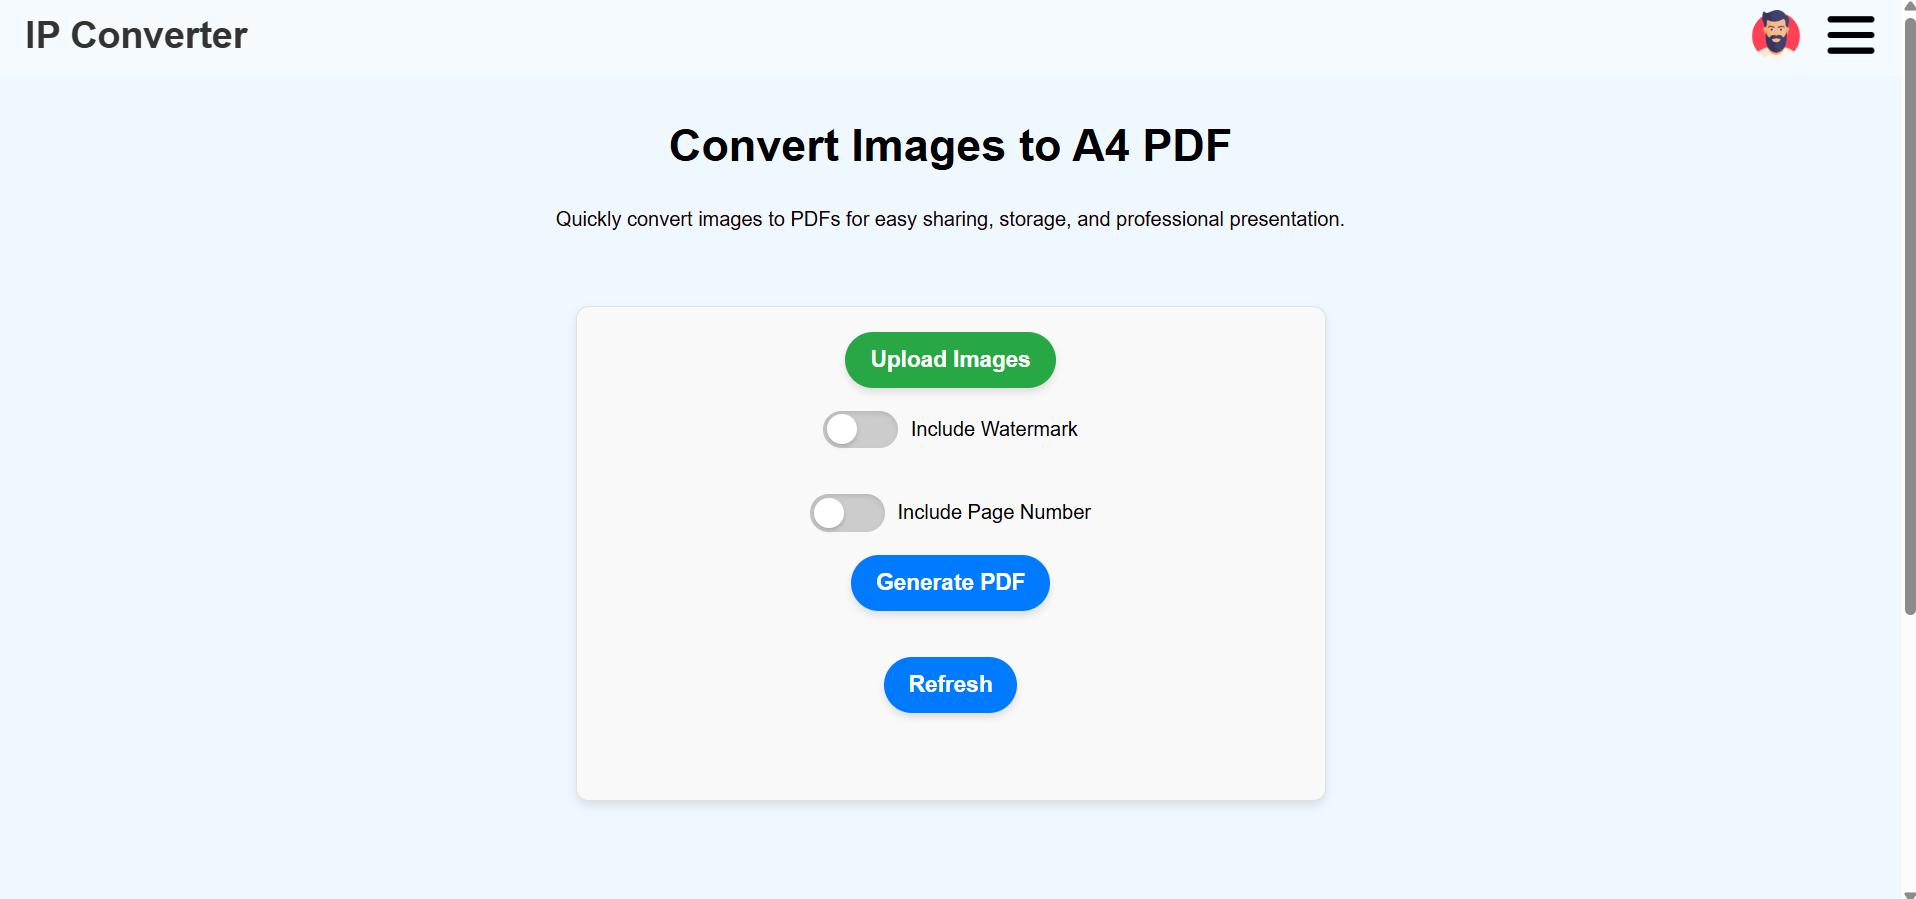 IP Converter
Convert Images to A4 PDF
Quickly convert images to PDFs for easy sharing, storage, and professional presentation.
Upload Images
Include Watermark
Include Page Number
Generate PDF
Refresh